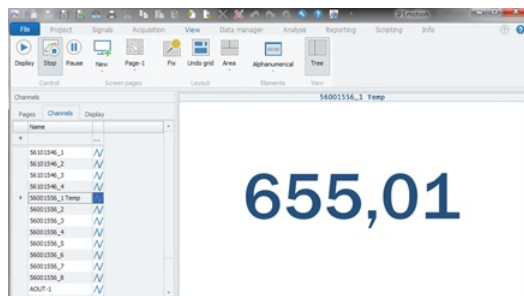 IPEmotion
File Project Signals Acquisition View Data manager Analysis Reporting Scripting Info
Display Stop Pause New Page-1 Fix Undo grid Area Alphanumerical Tree
Control Screen pages Layout Elements View
Channels
56001556_1 Temp
Pages Channels Display
Name
56101546_1
56101546_2
56101546_3
56101546_4
56001556_1 Temp
56001556_2
56001556_3
56001556_4
56001556_5
56001556_6
56001556_7
56001556_8
AOUT-1
655,01